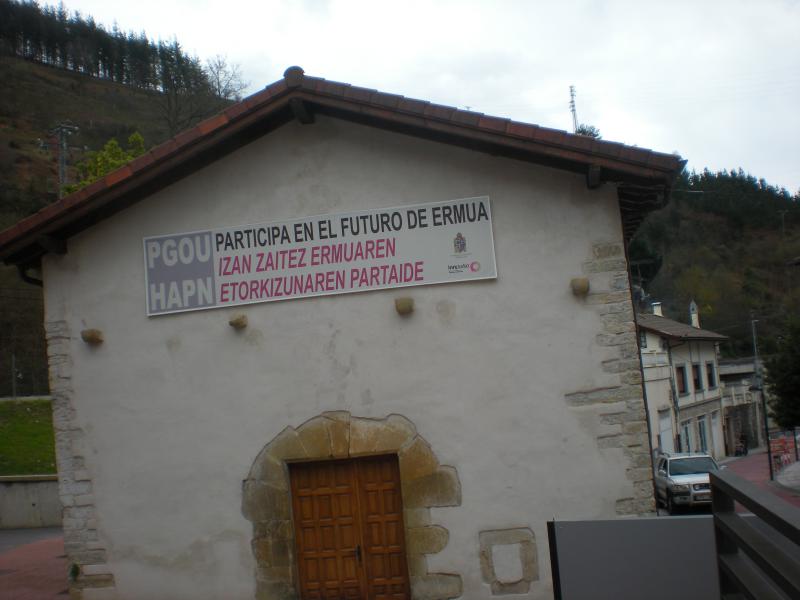 PGOU
HAPN
PARTICIPA EN EL FUTURO DE ERMUA
IZAN ZAITEZ ERMUAREN
ETORKIZUNAREN PARTAIDE